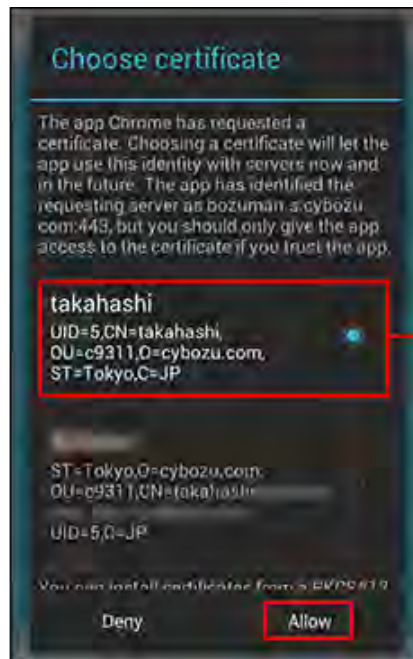 Choose certificate
The app Chrome has requested a
certificate. Choosing a certificate will let the
app use this identity with servers now and
in the future. The app has identified the
requesting server as bozuman.s.cybozu.
com:443, but you should only give the app
access to the certificate if you trust the app.
takahashi
UID=5,CN=takahashi,
OU=c9311,O=cybozu.com,
ST=Tokyo,C=JP
ST=Tokyo,O=cybozu.com,
OU=c9311,CN=takahashi
UID=5,C=JP
You can install certificates from a PKCS#12
Deny
Allow